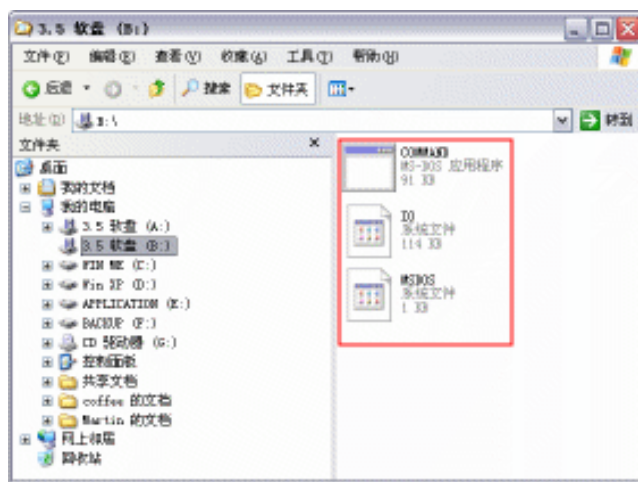 3.5 软盘 (B:)
文件(F) 编辑(E) 查看(V) 收藏(A) 工具(T) 帮助(H)
后退 搜索 文件夹
地址(D) B:\ 转到
文件夹
桌面
我的文档
我的电脑
3.5 软盘 (A:)
3.5 软盘 (B:)
WIN ME (C:)
Win XP (D:)
APPLICATION (E:)
BACKUP (F:)
CD 驱动器 (G:)
控制面板
共享文档
coffee 的文档
Martin 的文档
网上邻居
回收站
COMMAND
MS-DOS 应用程序
91 KB
IO
系统文件
114 KB
MSDOS
系统文件
1 KB